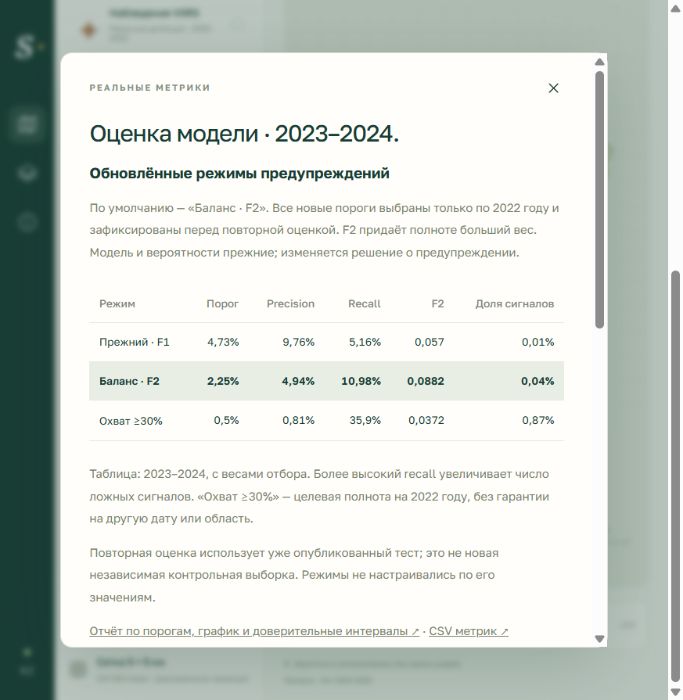 РЕАЛЬНЫЕ МЕТРИКИ
Оценка модели · 2023–2024.
Обновлённые режимы предупреждений
По умолчанию — «Баланс · F2». Все новые пороги выбраны только по 2022 году и
зафиксированы перед повторной оценкой. F2 придаёт полноте больший вес.
Модель и вероятности прежние; изменяется решение о предупреждении.
Режим Порог Precision Recall F2 Доля сигналов
Прежний · F1 4,73% 9,76% 5,16% 0,057 0,01%
Баланс · F2 2,25% 4,94% 10,98% 0,0882 0,04%
Охват ≥30% 0,5% 0,81% 35,9% 0,0372 0,87%
Таблица: 2023–2024, с весами отбора. Более высокий recall увеличивает число
ложных сигналов. «Охват ≥30%» — целевая полнота на 2022 году, без гарантии
на другую дату или область.
Повторная оценка использует уже опубликованный тест; это не новая
независимая контрольная выборка. Режимы не настраивались по его
значениям.
Отчёт по порогам, график и доверительные интервалы ↗ · CSV метрик ↗